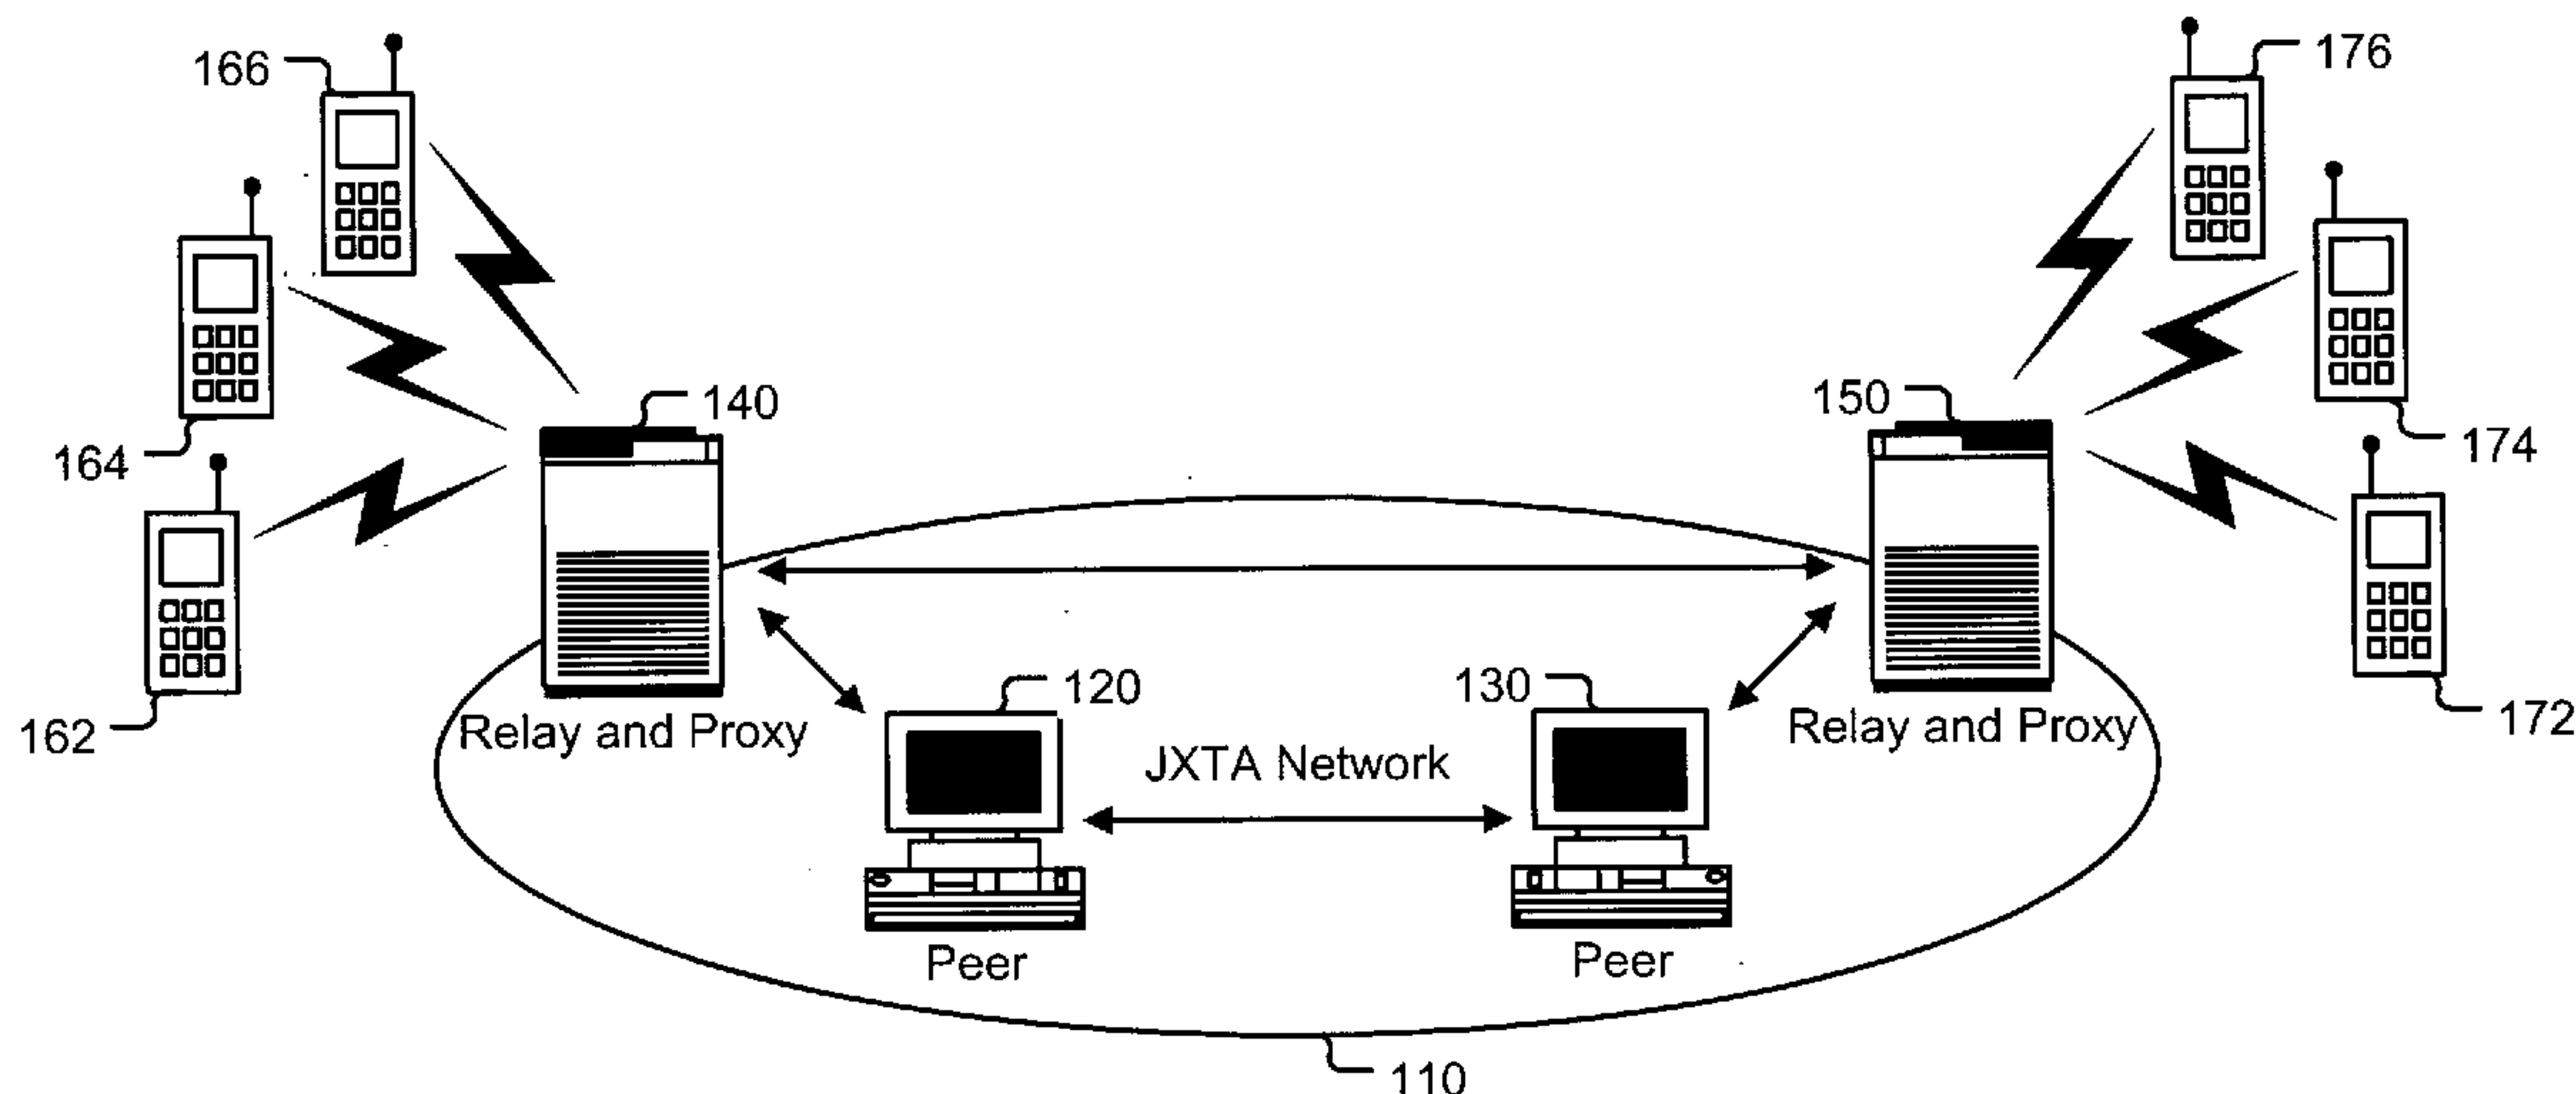 166
176
140
150
164
174
162
Relay and Proxy
120
130
Relay and Proxy
172
JXTA Network
Peer
Peer
110